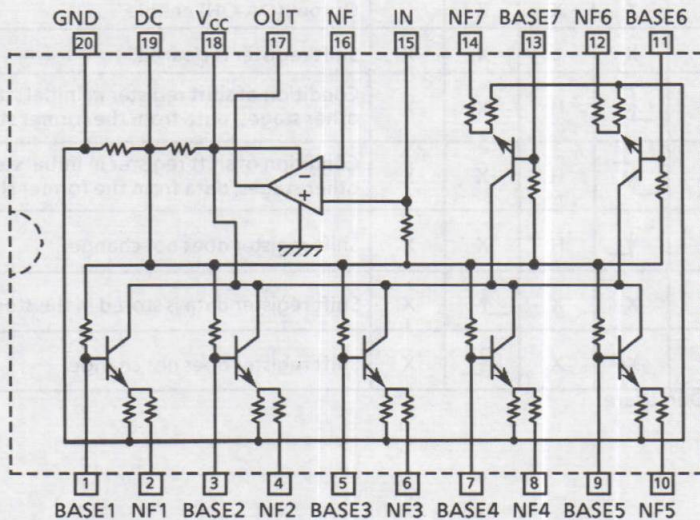 GND DC VCC OUT NF IN NF7 BASE7 NF6 BASE6
20 19 18 17 16 15 14 13 12 11
−
+
1 2 3 4 5 6 7 8 9 10
BASE1 NF1 BASE2 NF2 BASE3 NF3 BASE4 NF4 BASE5 NF5